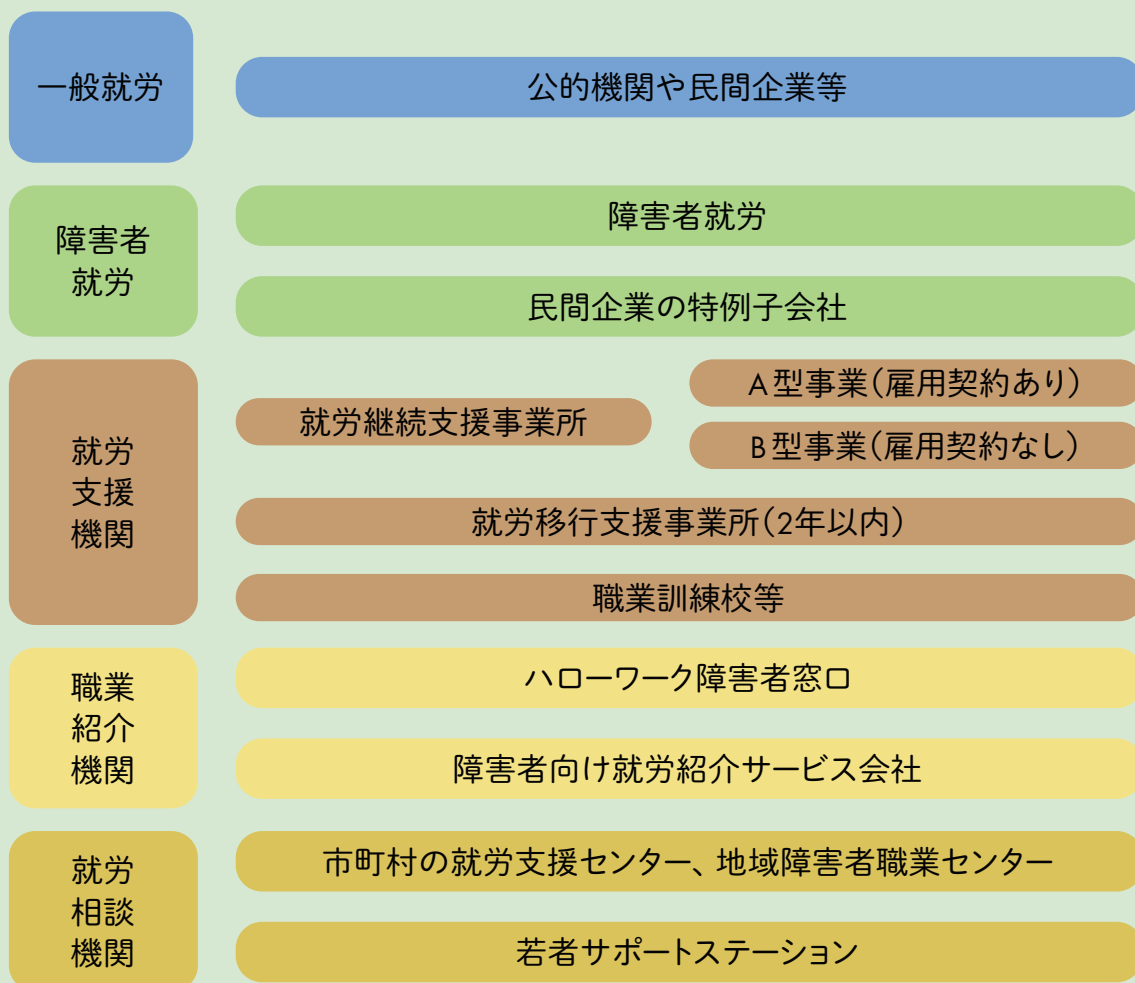 一般就労
公的機関や民間企業等
障害者
就労
障害者就労
民間企業の特例子会社
就労
支援
機関
就労継続支援事業所
A型事業(雇用契約あり)
B型事業(雇用契約なし)
就労移行支援事業所(2年以内)
職業訓練校等
職業
紹介
機関
ハローワーク障害者窓口
障害者向け就労紹介サービス会社
就労
相談
機関
市町村の就労支援センター、地域障害者職業センター
若者サポートステーション